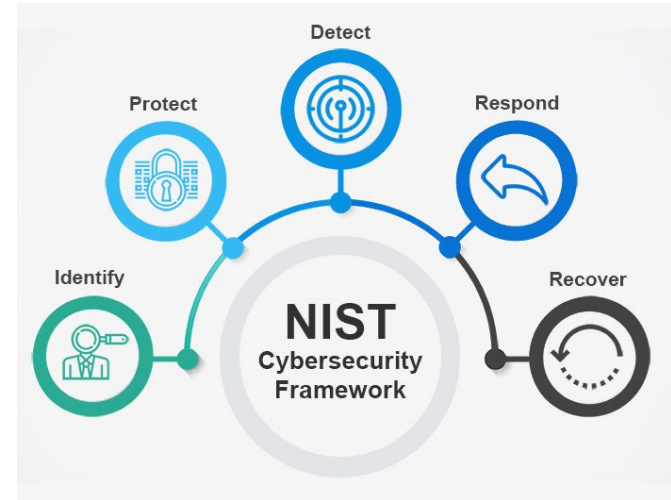 Detect
Protect
Respond
Identify
Recover
NIST
Cybersecurity
Framework